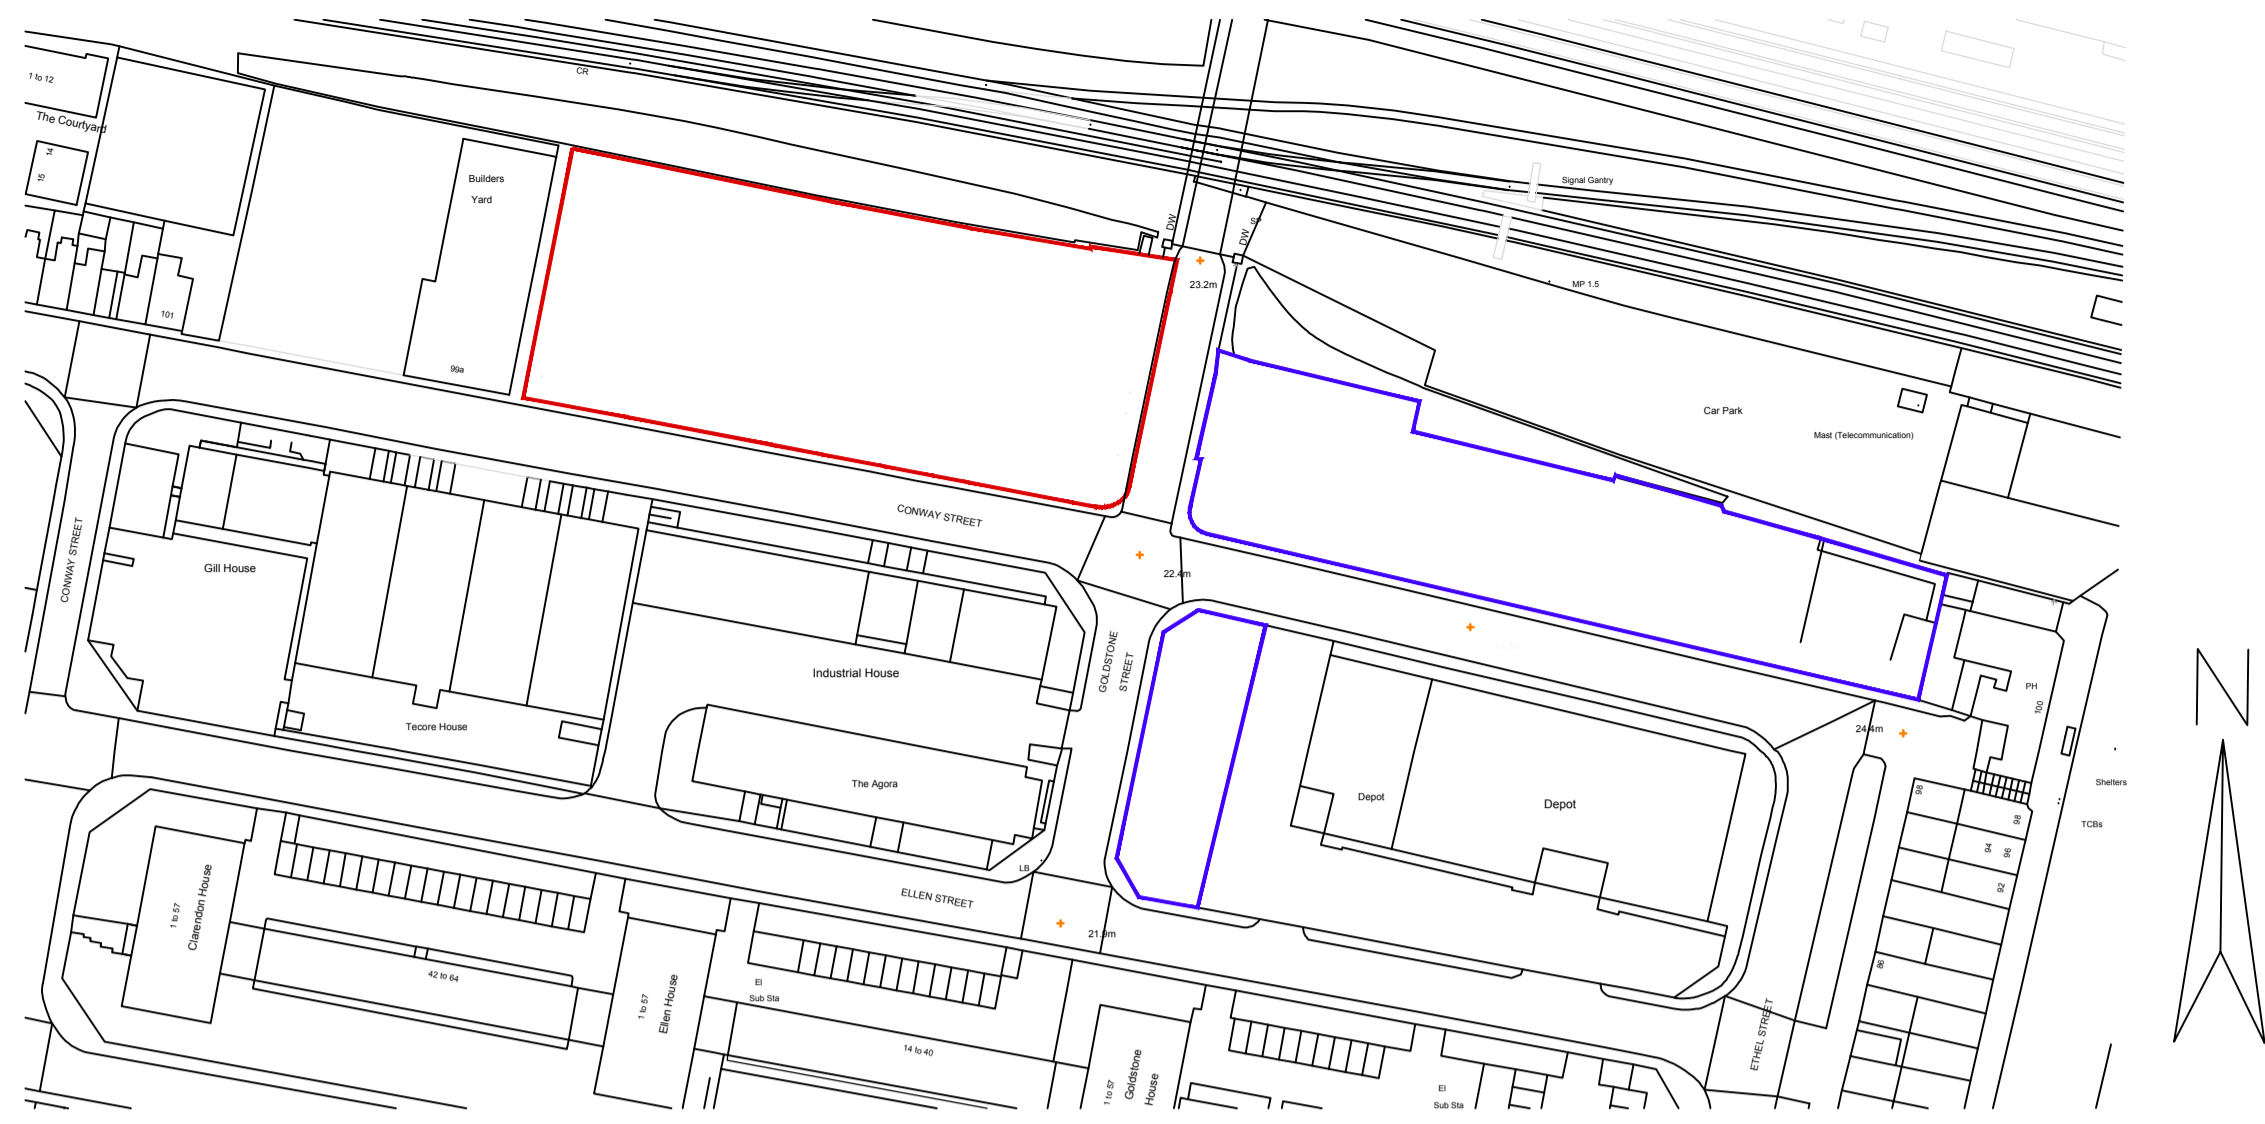 CR
1 to 12
The Courtyard
14
15
Builders
Yard
Signal Gantry
DW
SP
DW
23.2m
MP 1.5
101
99a
Car Park
Mast (Telecommunication)
CONWAY STREET
CONWAY STREET
Gill House
22.4m
GOLDSTONE
STREET
Industrial House
PH
100
Tecore House
24.4m
The Agora
Depot
Depot
98
Shelters
98
TCBs
94
96
LB
92
ELLEN STREET
1 to 57
Clarendon House
21.9m
86
42 to 64
El
Sub Sta
1 to 57
Ellen House
14 to 40
ETHEL STREET
1 to 57
Goldstone
House
El
Sub Sta
N